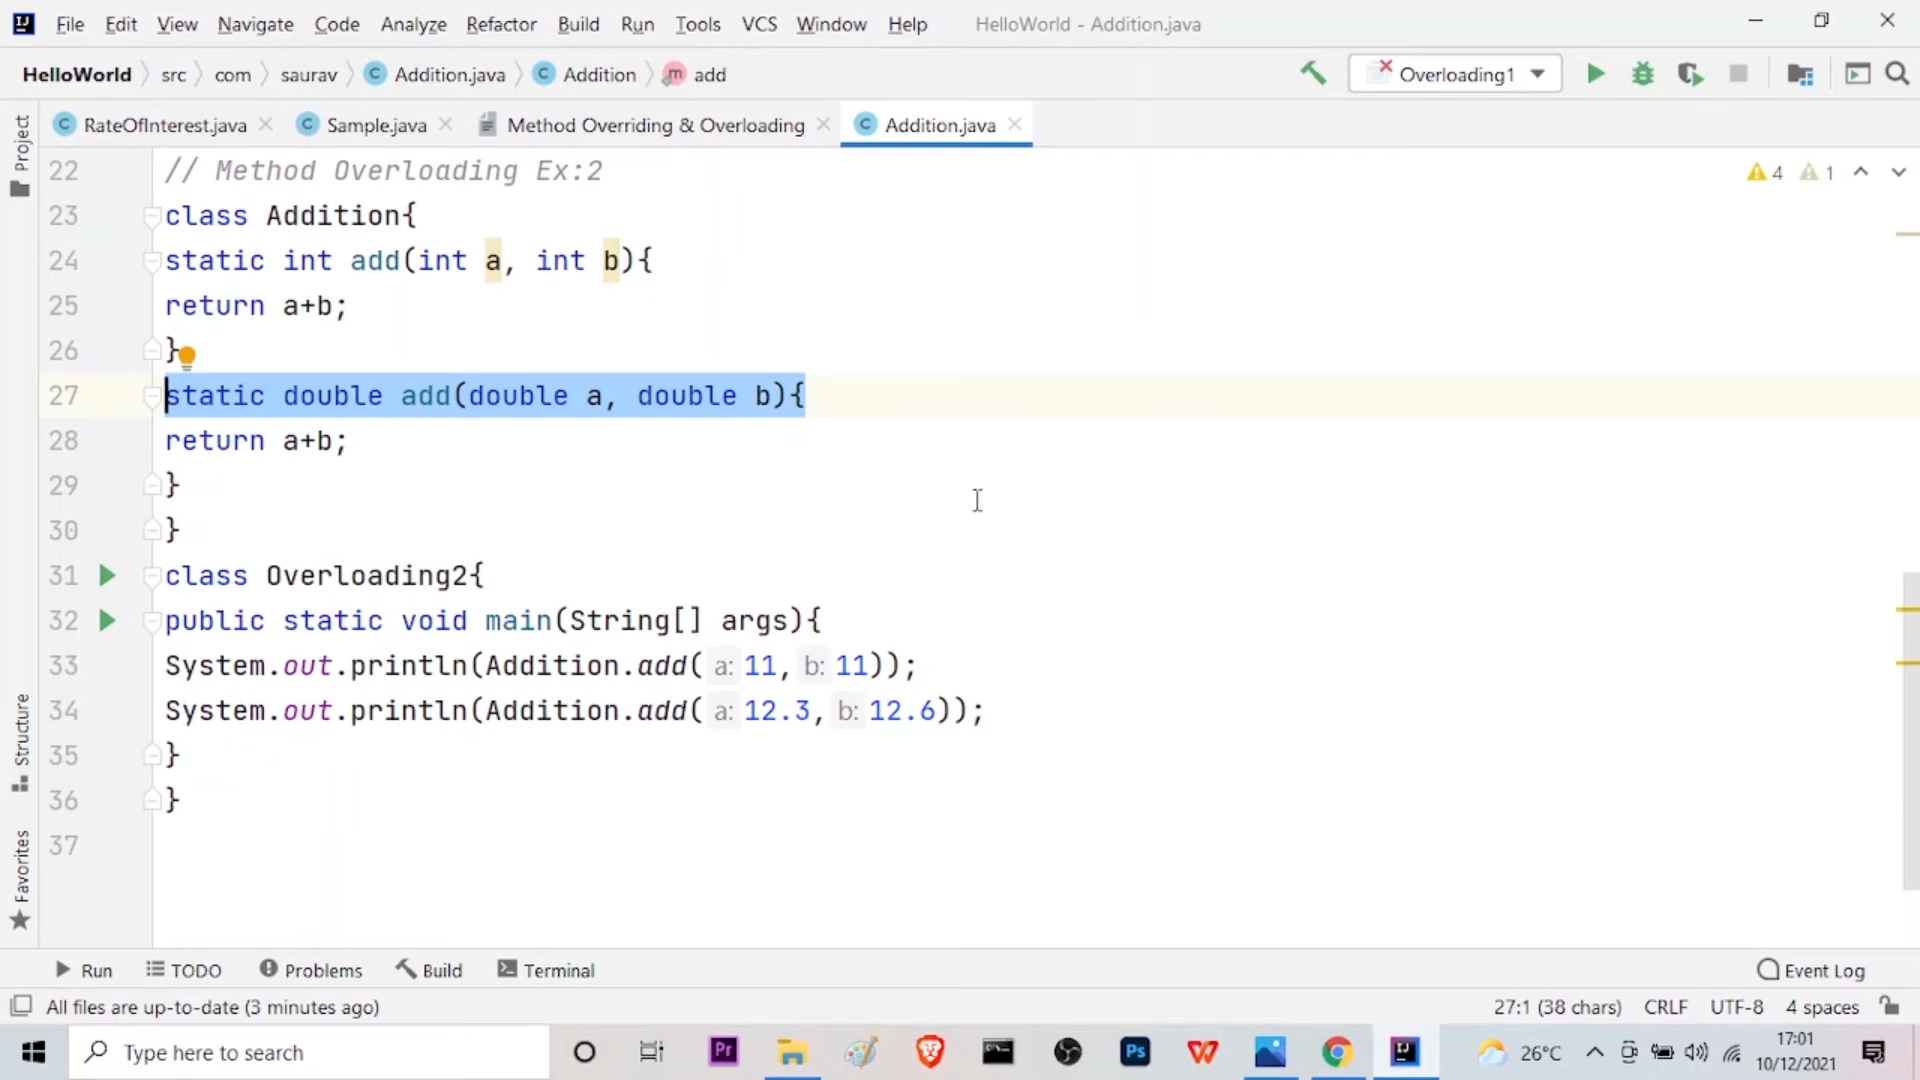 File Edit View Navigate Code Analyze Refactor Build Run Tools VCS Window Help HelloWorld - Addition.java
HelloWorld src com saurav Addition.java Addition add Overloading1
RateOfInterest.java Sample.java Method Overriding & Overloading Addition.java
Project
22 // Method Overloading Ex:2 4 1
23 class Addition{
24 static int add(int a, int b){
25 return a+b;
26 }
27 static double add(double a, double b){
28 return a+b;
29 }
30 }
31 class Overloading2{
32 public static void main(String[] args){
33 System.out.println(Addition.add( a: 11, b: 11));
34 System.out.println(Addition.add( a: 12.3, b: 12.6));
35 }
36 }
37
Structure
Favorites
Run TODO Problems Build Terminal Event Log
All files are up-to-date (3 minutes ago) 27:1 (38 chars) CRLF UTF-8 4 spaces
Type here to search Pr Ps W 26°C 17:01
10/12/2021